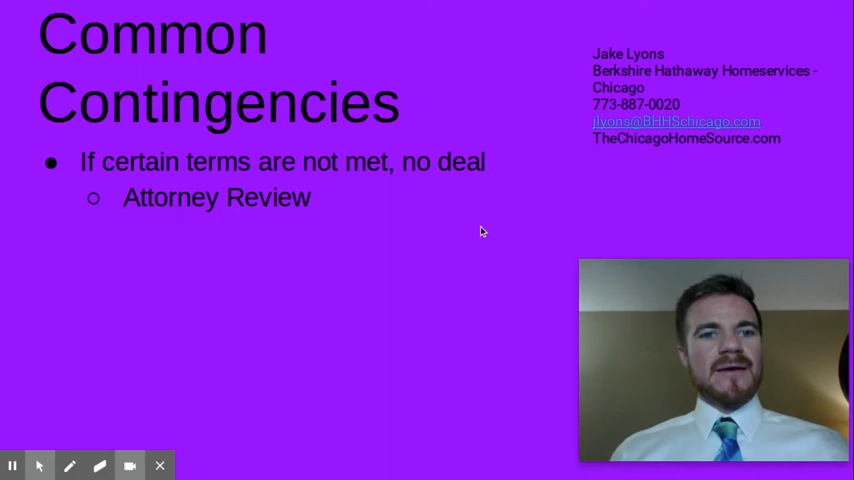 Common
Contingencies
● If certain terms are not met, no deal
○ Attorney Review
Jake Lyons
Berkshire Hathaway Homeservices -
Chicago
773-887-0020
jlyons@BHHSchicago.com
TheChicagoHomeSource.com